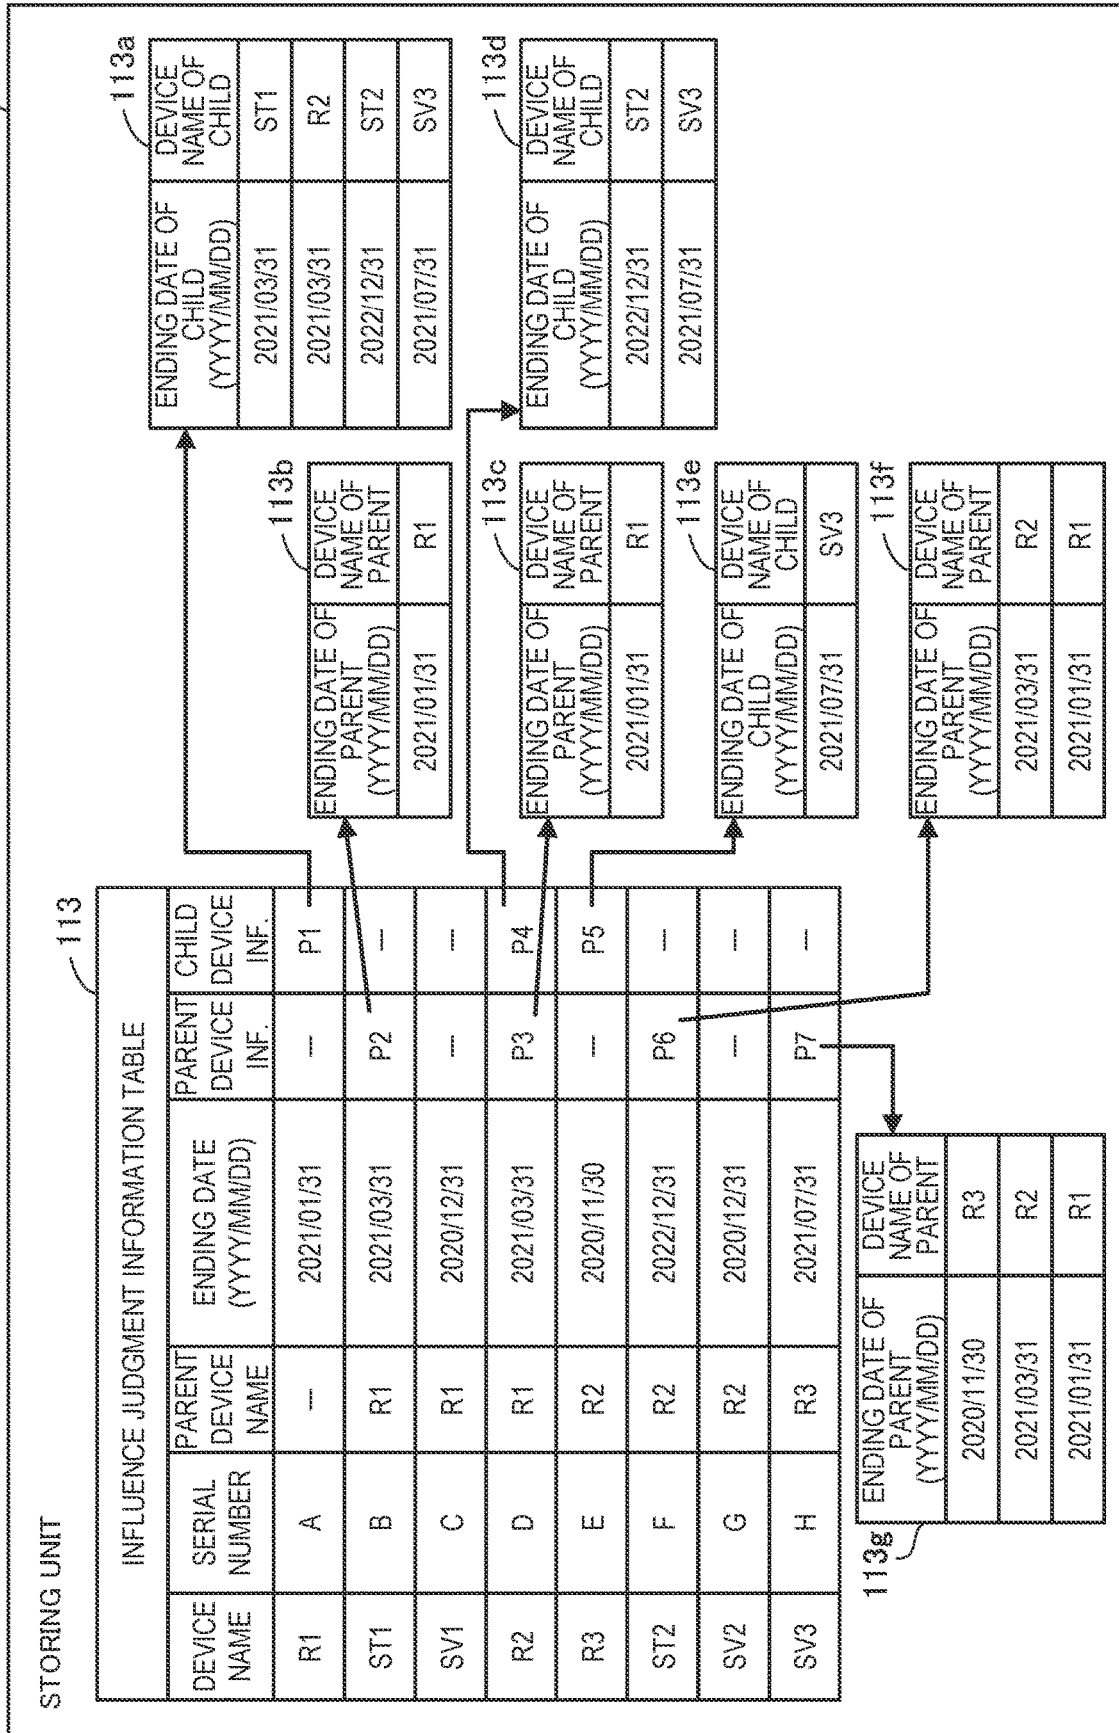 STORING UNIT
113
INFLUENCE JUDGMENT INFORMATION TABLE
DEVICE NAME SERIAL NUMBER PARENT DEVICE NAME ENDING DATE (YYYY/MM/DD) PARENT DEVICE INF. CHILD DEVICE INF.
R1 A — 2021/01/31 — P1
ST1 B R1 2021/03/31 P2 —
SV1 C R1 2020/12/31 — —
R2 D R1 2021/03/31 P3 P4
R3 E R2 2020/11/30 — P5
ST2 F R2 2022/12/31 P6 —
SV2 G R2 2020/12/31 — —
SV3 H R3 2021/07/31 P7 —
113a
ENDING DATE OF CHILD (YYYY/MM/DD) DEVICE NAME OF CHILD
2021/03/31 ST1
2021/03/31 R2
2022/12/31 ST2
2021/07/31 SV3
113b
ENDING DATE OF PARENT (YYYY/MM/DD) DEVICE NAME OF PARENT
2021/01/31 R1
113c
ENDING DATE OF PARENT (YYYY/MM/DD) DEVICE NAME OF PARENT
2021/01/31 R1
113d
ENDING DATE OF CHILD (YYYY/MM/DD) DEVICE NAME OF CHILD
2022/12/31 ST2
2021/07/31 SV3
113e
ENDING DATE OF CHILD (YYYY/MM/DD) DEVICE NAME OF CHILD
2021/07/31 SV3
113f
ENDING DATE OF PARENT (YYYY/MM/DD) DEVICE NAME OF PARENT
2021/03/31 R2
2021/01/31 R1
113g
ENDING DATE OF PARENT (YYYY/MM/DD) DEVICE NAME OF PARENT
2020/11/30 R3
2021/03/31 R2
2021/01/31 R1